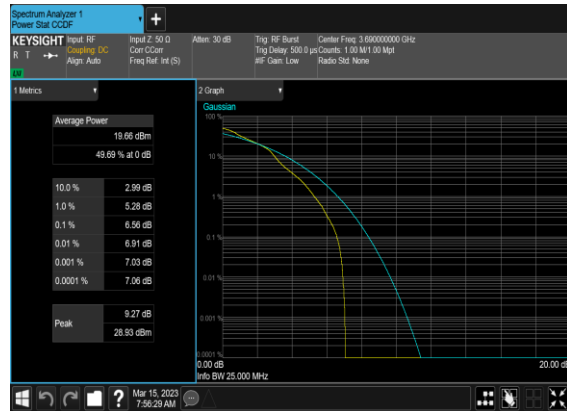 Spectrum Analyzer 1
Power Stat CCDF
KEYSIGHT
R T
LV
Input: RF
Coupling: DC
Align: Auto
Input Z: 50 Ω
Corr CCorr
Freq Ref: Int (S)
Atten: 30 dB
Trig: RF Burst
Trig Delay: 500.0 µs
#IF Gain: Low
Center Freq: 3.690000000 GHz
Counts: 1.00 M/1.00 Mpt
Radio Std: None
1 Metrics
Average Power
19.66 dBm
49.69 % at 0 dB
10.0 % 2.99 dB
1.0 % 5.28 dB
0.1 % 6.56 dB
0.01 % 6.91 dB
0.001 % 7.03 dB
0.0001 % 7.06 dB
Peak
9.27 dB
28.93 dBm
2 Graph
Gaussian
100 %
10 %
1 %
0.1 %
0.01 %
0.001 %
0.0001 %
0.00 dB
20.00 dB
Info BW 25.000 MHz
?
Mar 15, 2023
7:56:29 AM